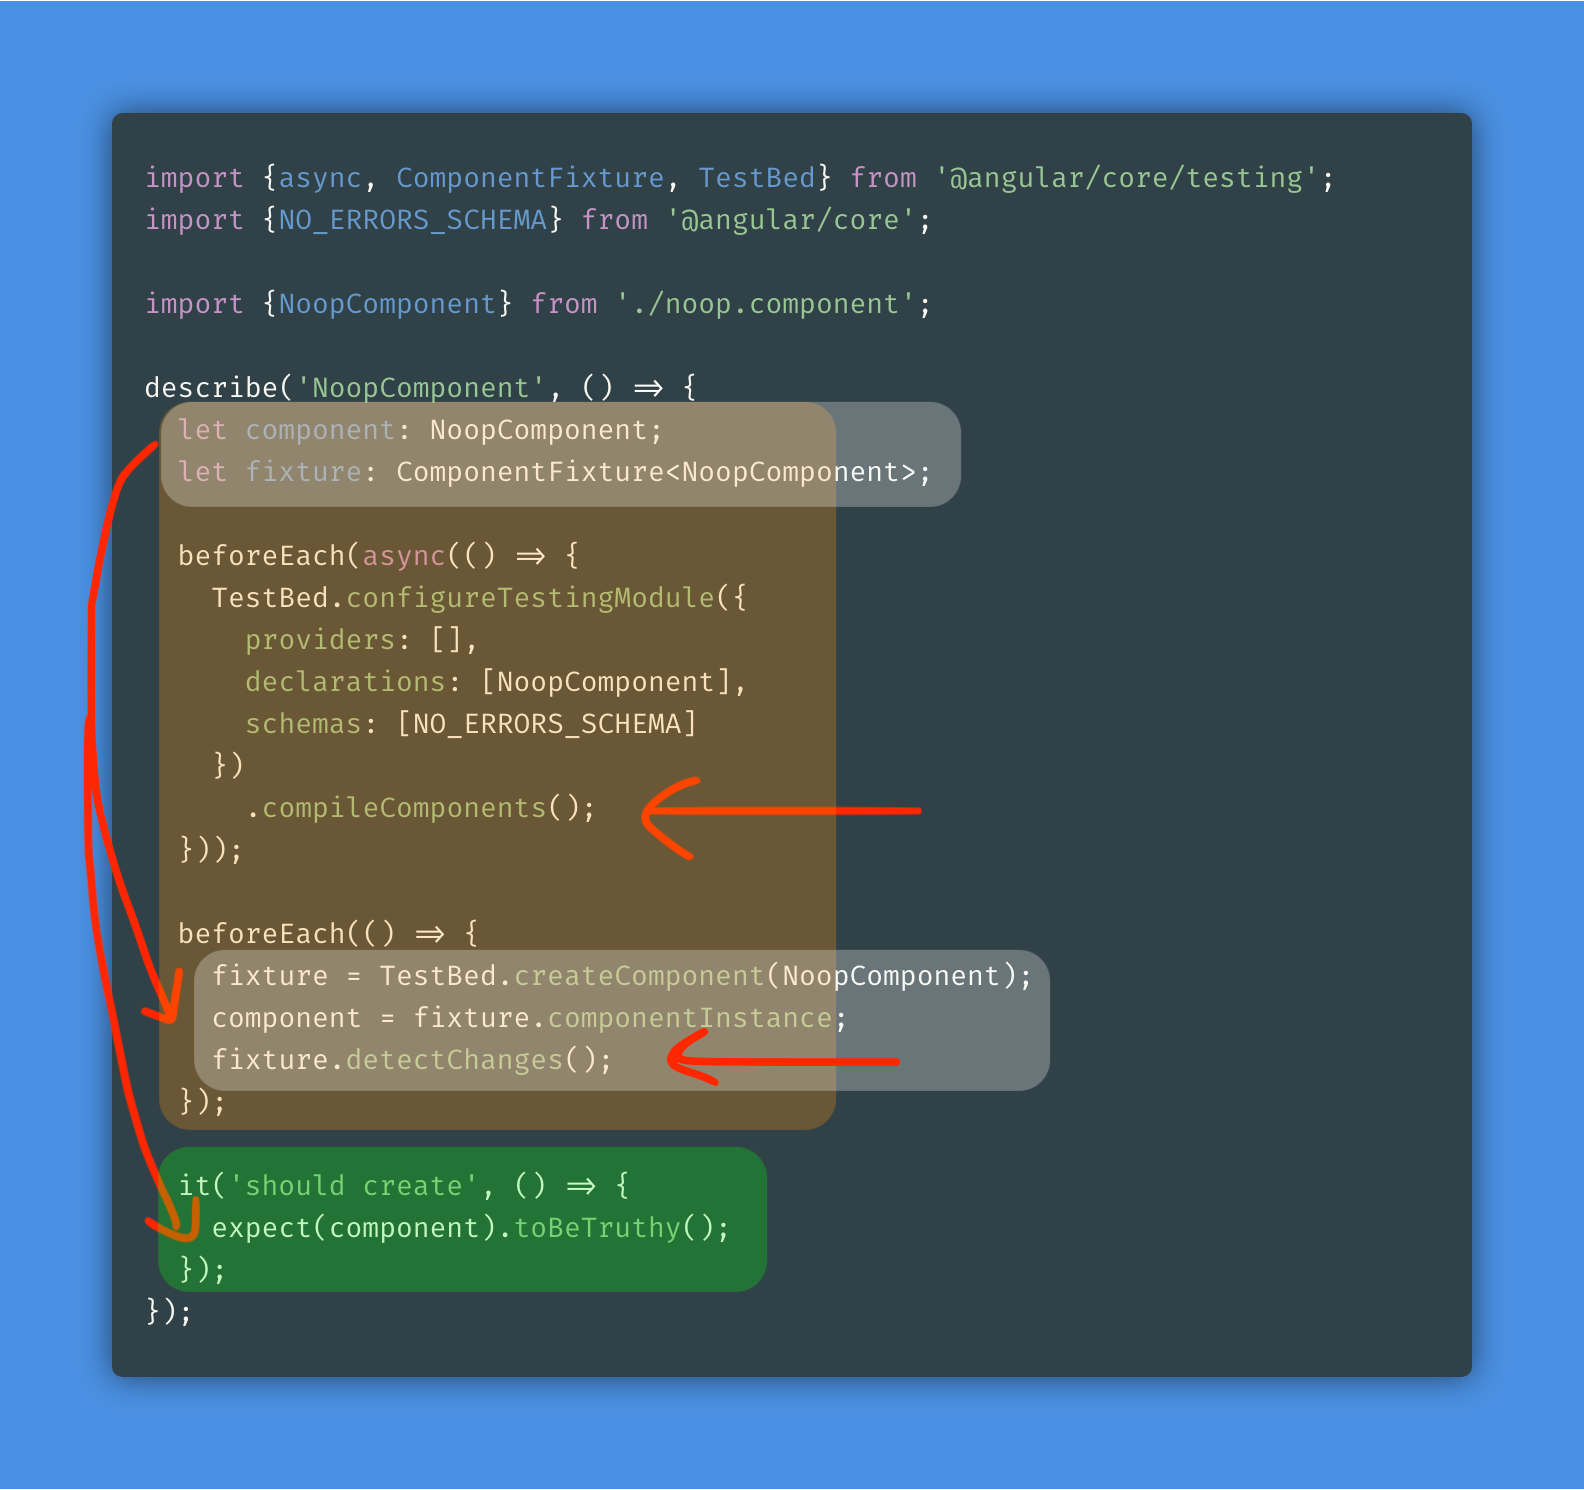 import {async, ComponentFixture, TestBed} from '@angular/core/testing';
import {NO_ERRORS_SCHEMA} from '@angular/core';
import {NoopComponent} from './noop.component';
describe('NoopComponent', () => {
let component: NoopComponent;
let fixture: ComponentFixture<NoopComponent>;
beforeEach(async(() => {
TestBed.configureTestingModule({
providers: [],
declarations: [NoopComponent],
schemas: [NO_ERRORS_SCHEMA]
})
.compileComponents();
}));
beforeEach(() => {
fixture = TestBed.createComponent(NoopComponent);
component = fixture.componentInstance;
fixture.detectChanges();
});
it('should create', () => {
expect(component).toBeTruthy();
});
});